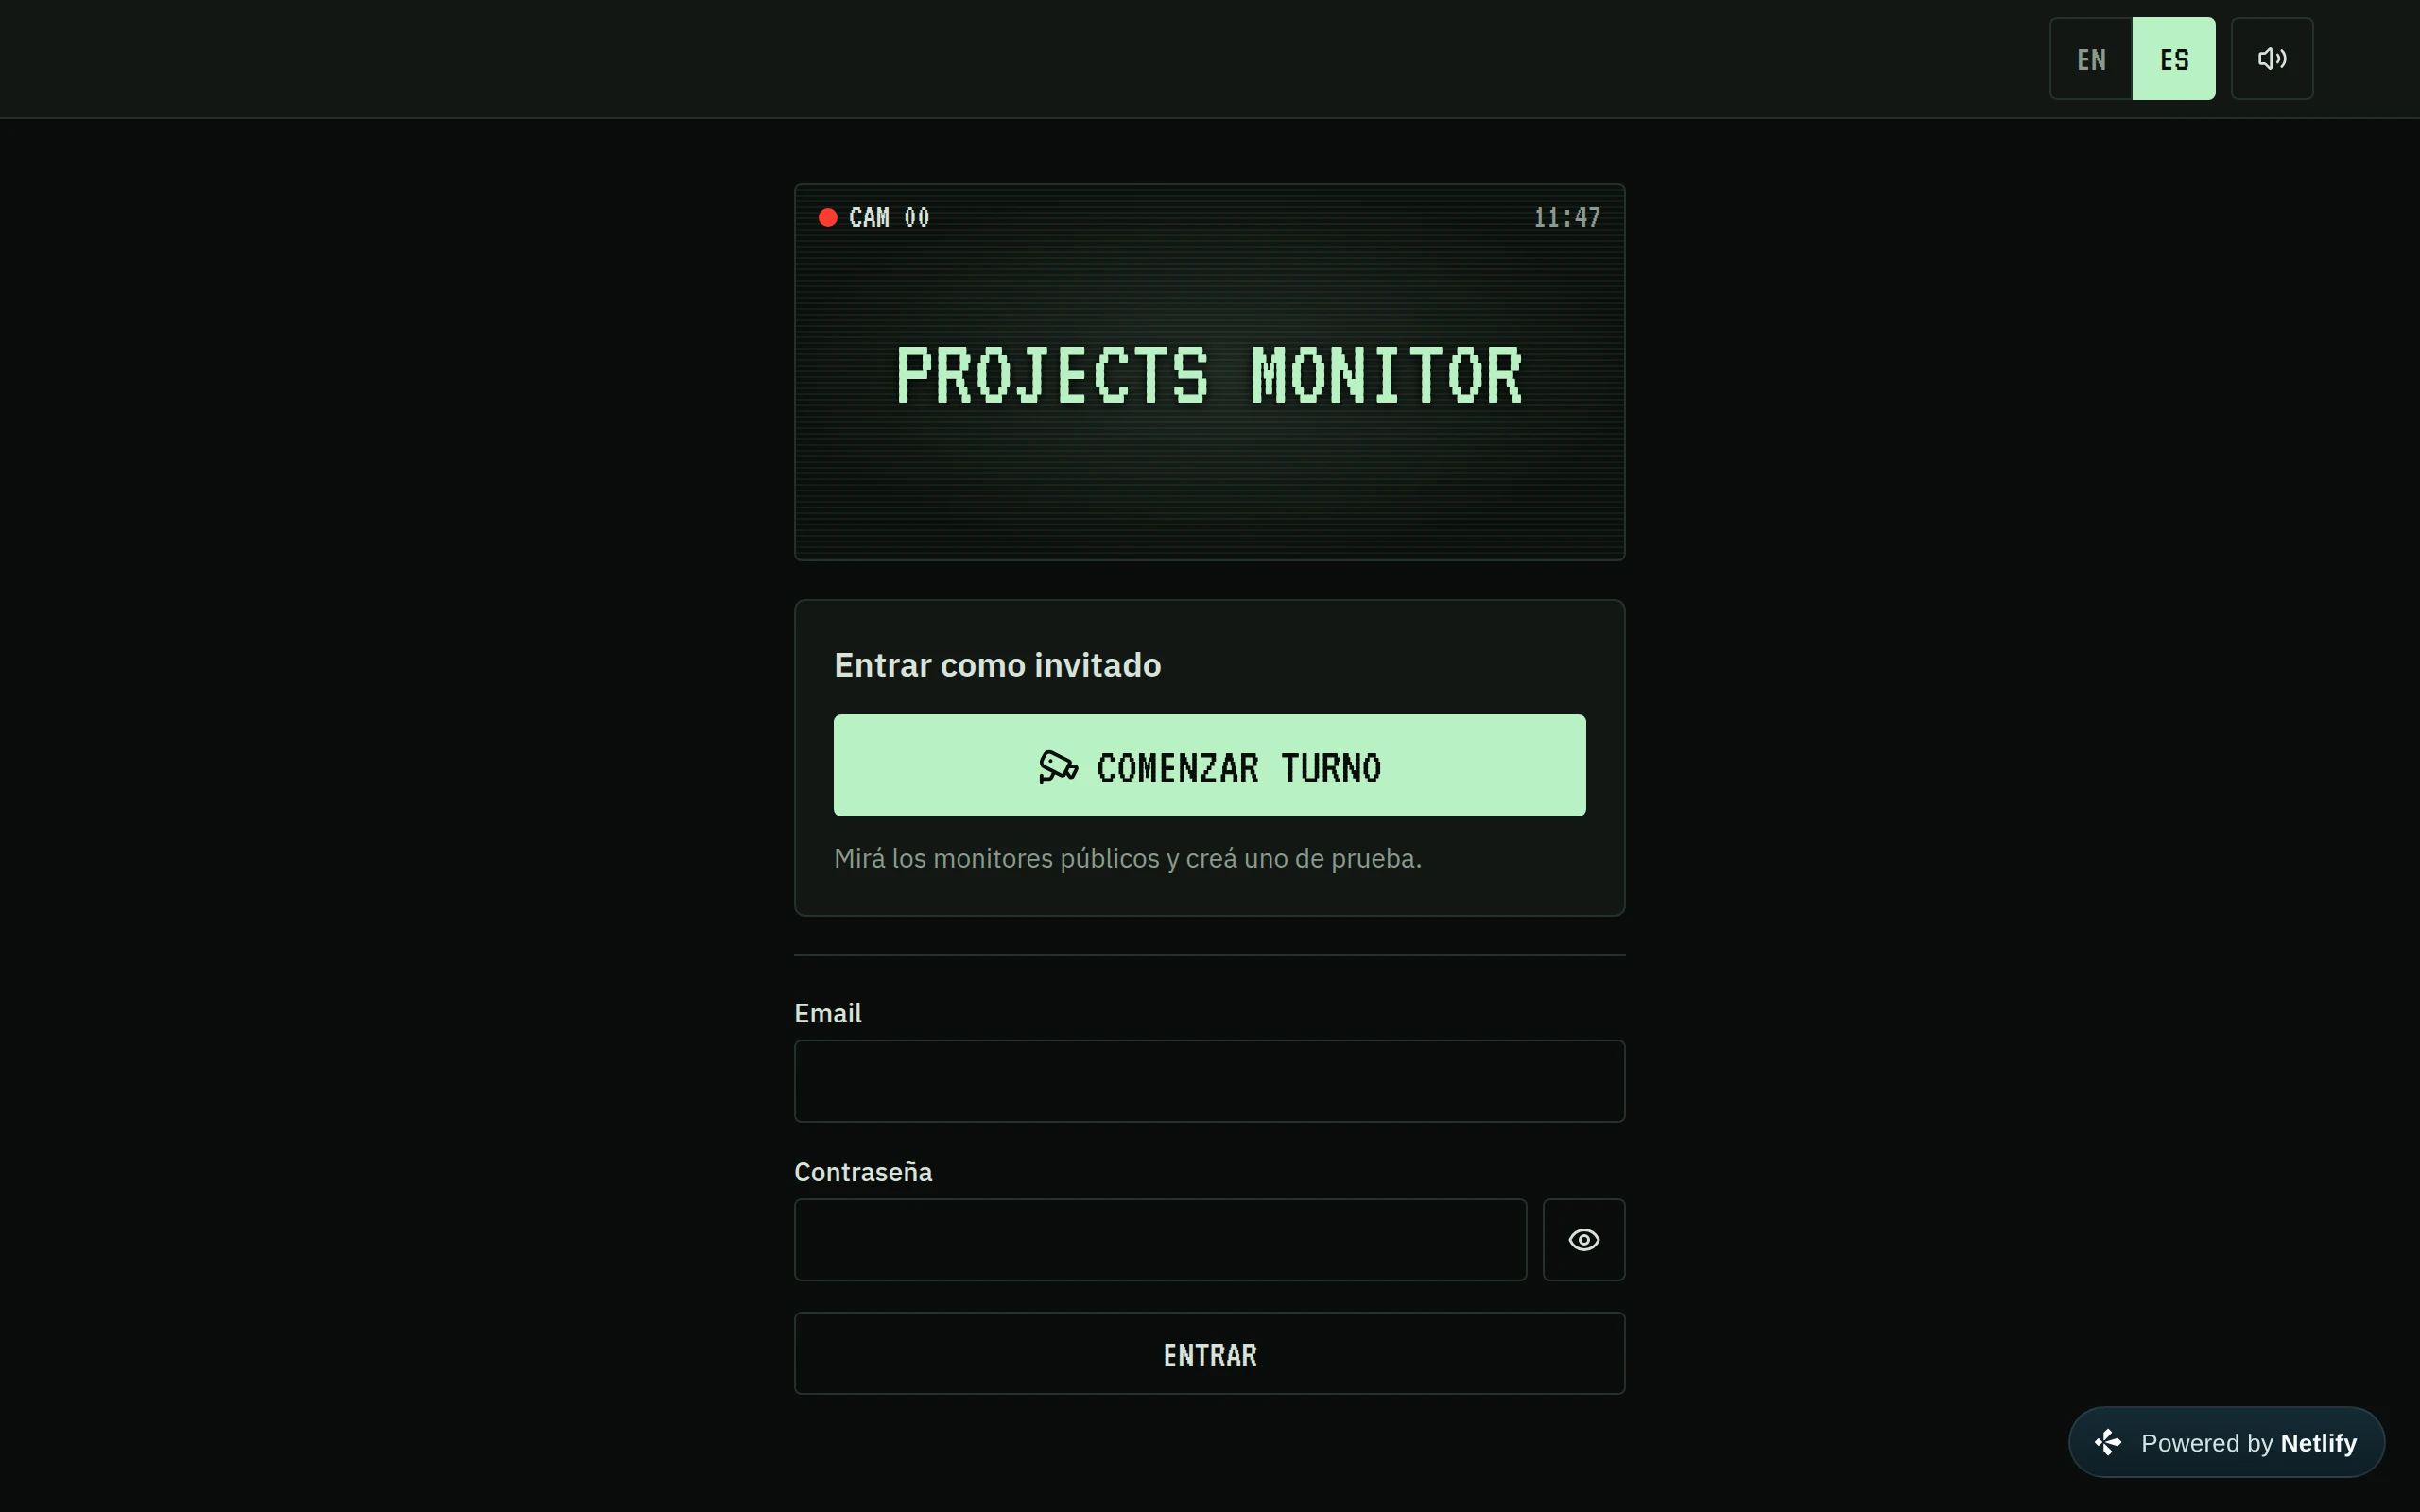 EN ES
CAM 00 11:47
PROJECTS MONITOR
Entrar como invitado
COMENZAR TURNO
Mirá los monitores públicos y creá uno de prueba.
Email
Contraseña
ENTRAR
Powered by Netlify